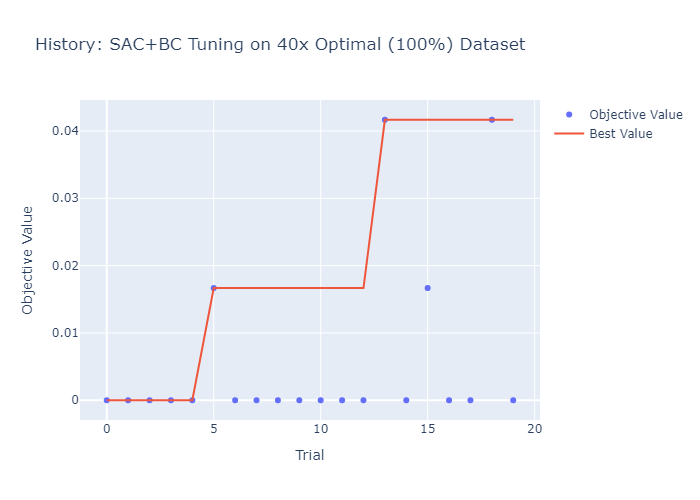 History: SAC+BC Tuning on 40x Optimal (100%) Dataset
Objective Value
Best Value
0.04
0.03
0.02
0.01
0
Objective Value
0
5
10
15
20
Trial